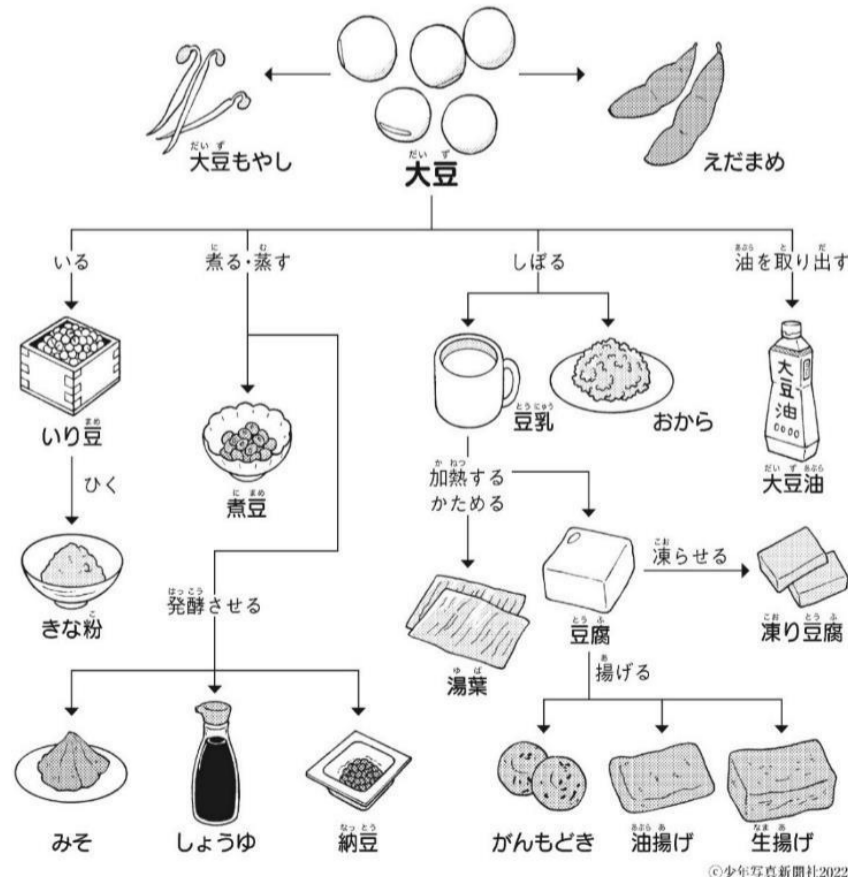 大豆もやし
大豆
えだまめ
いる
煮る・蒸す
しぼる
油を取り出す
いり豆
ひく
きな粉
煮豆
発酵させる
豆乳
おから
大豆油
大豆油
加熱する
かためる
湯葉
豆腐
凍らせる
凍り豆腐
揚げる
みそ
しょうゆ
納豆
がんもどき
油揚げ
生揚げ
©少年写真新聞社2022